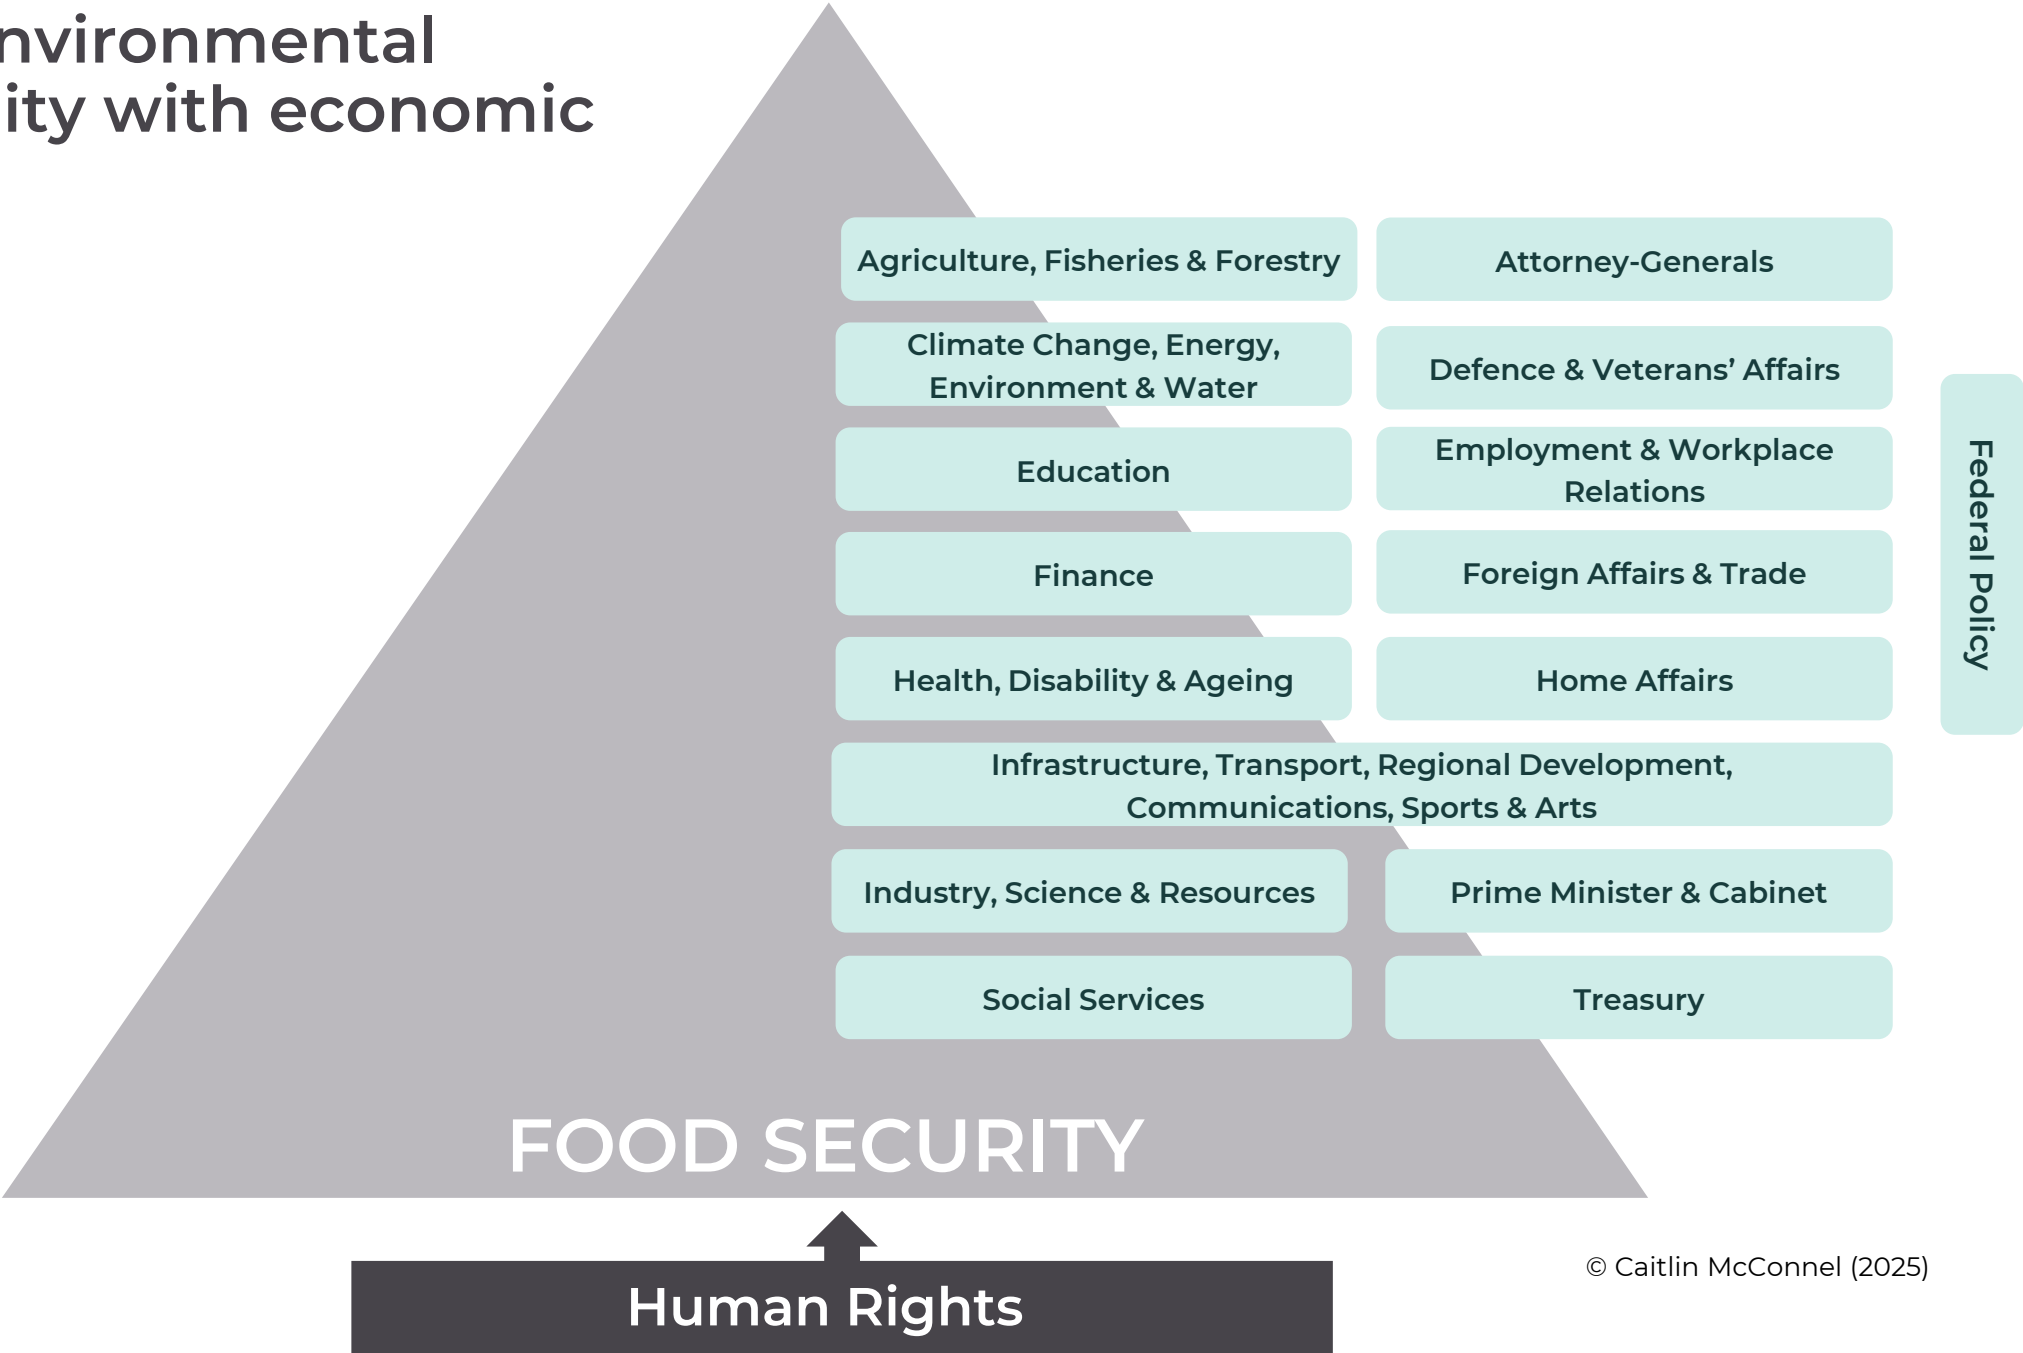 nvironmental
ity with economic
Agriculture, Fisheries & Forestry
Attorney-Generals
Climate Change, Energy,
Environment & Water
Defence & Veterans’ Affairs
Education
Employment & Workplace
Relations
Finance
Foreign Affairs & Trade
Health, Disability & Ageing
Home Affairs
Infrastructure, Transport, Regional Development,
Communications, Sports & Arts
Industry, Science & Resources
Prime Minister & Cabinet
Social Services
Treasury
Federal Policy
FOOD SECURITY
Human Rights
© Caitlin McConnel (2025)